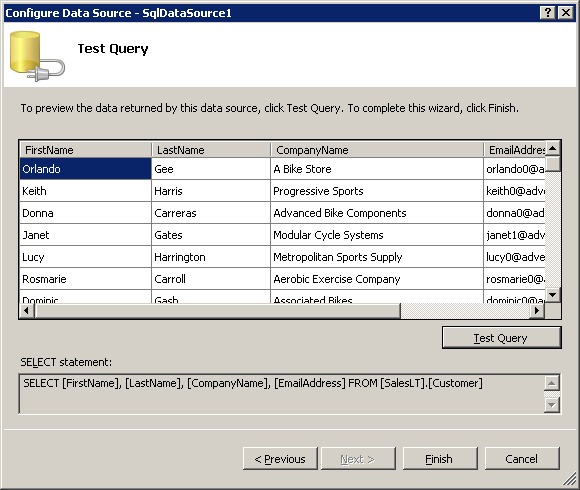 Configure Data Source - SqlDataSource1
Test Query
To preview the data returned by this data source, click Test Query. To complete this wizard, click Finish.
FirstName LastName CompanyName EmailAddres
Orlando Gee A Bike Store orlando0@a
Keith Harris Progressive Sports keith0@adve
Donna Carreras Advanced Bike Components donna0@adv
Janet Gates Modular Cycle Systems janet1@adve
Lucy Harrington Metropolitan Sports Supply lucy0@adve
Rosmarie Carroll Aerobic Exercise Company rosmarie0@
Dominic Gash Associated Bikes dominic0@a
Test Query
SELECT statement:
SELECT [FirstName], [LastName], [CompanyName], [EmailAddress] FROM [SalesLT].[Customer]
< Previous Next > Finish Cancel